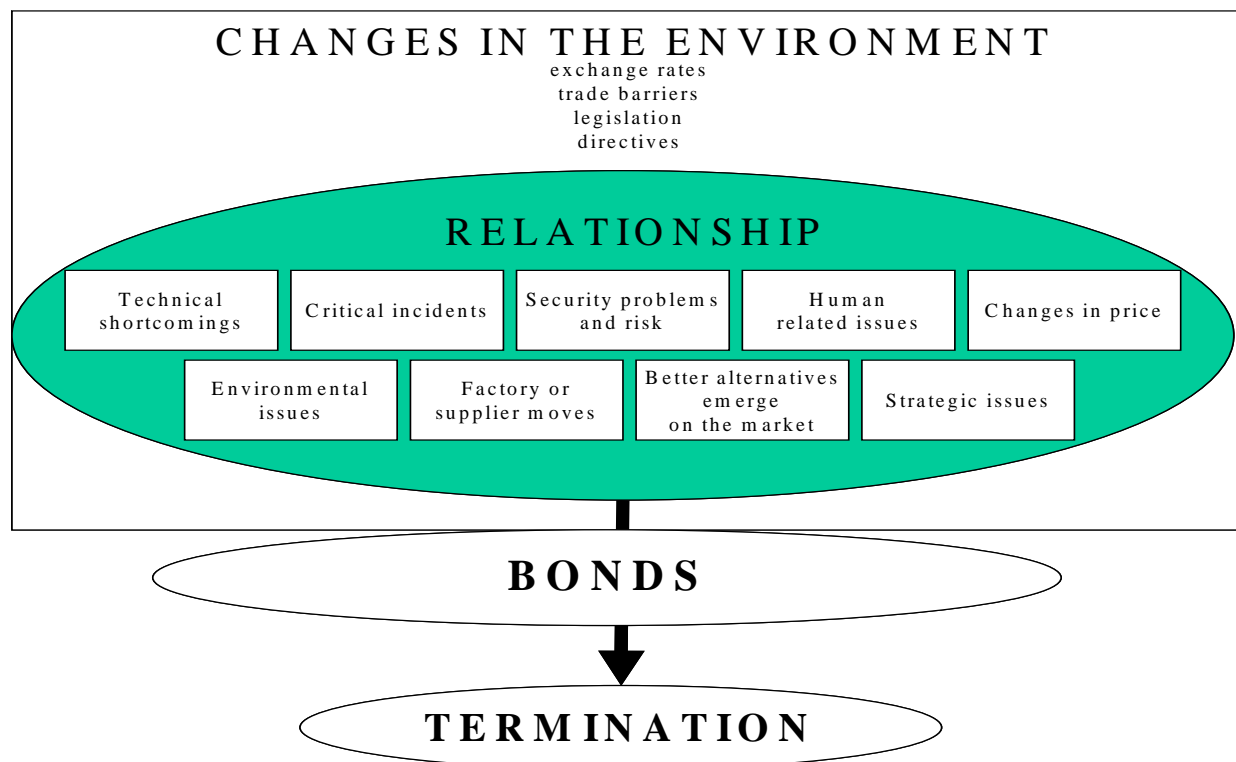 CHANGES IN THE ENVIRONMENT
exchange rates
trade barriers
legislation
directives
RELATIONSHIP
Technical
shortcomings
Critical incidents
Security problems
and risk
Human
related issues
Changes in price
Environmental
issues
Factory or
supplier moves
Better alternatives
emerge
on the market
Strategic issues
BONDS
TERMINATION